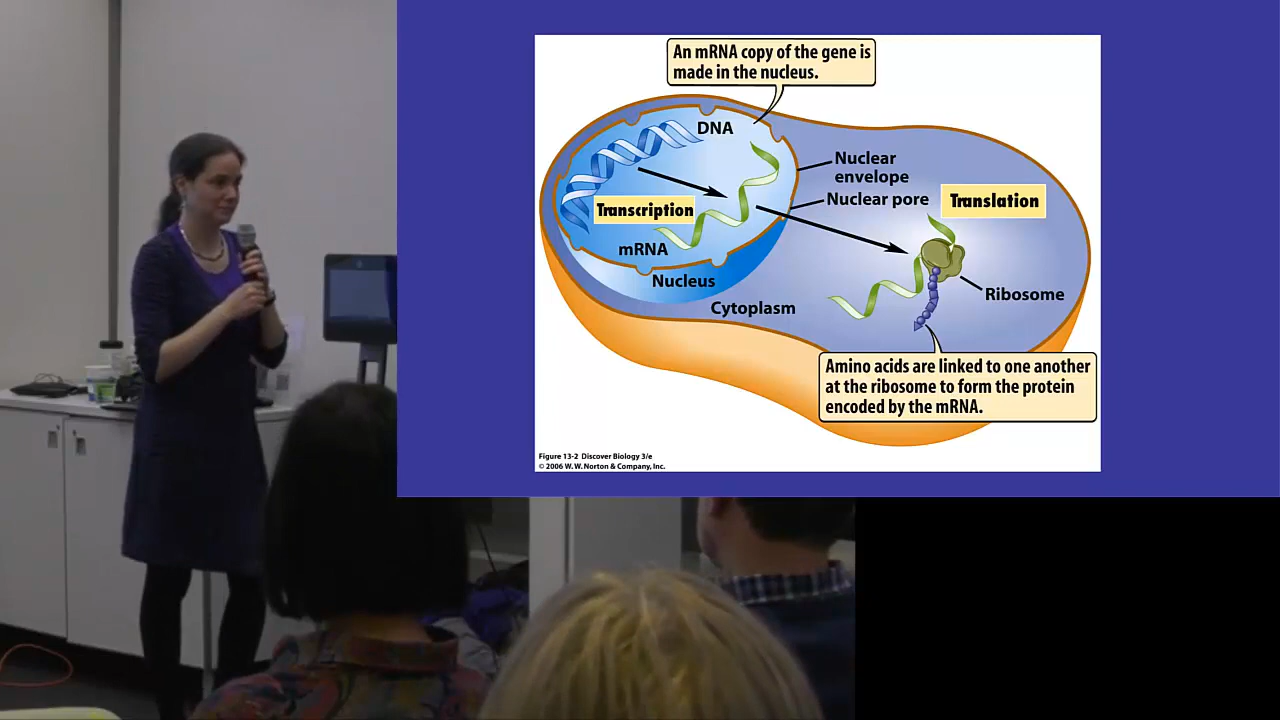 An mRNA copy of the gene is
made in the nucleus.
DNA
Nuclear
envelope
Nuclear pore
Translation
Transcription
mRNA
Nucleus
Cytoplasm
Ribosome
Amino acids are linked to one another
at the ribosome to form the protein
encoded by the mRNA.
Figure 13-2 Discover Biology 3/e
© 2006 W. W. Norton & Company, Inc.